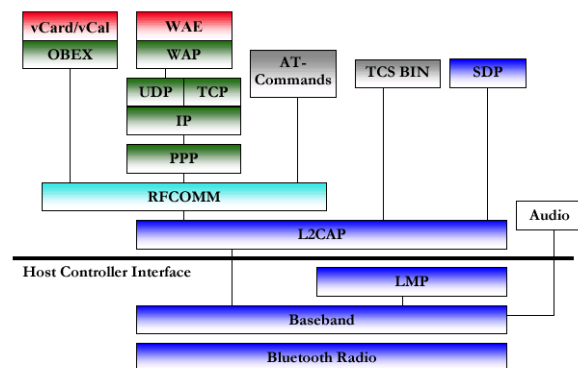 vCard/vCal
WAE
OBEX
WAP
AT-
Commands
TCS BIN
SDP
UDP
TCP
IP
PPP
RFCOMM
Audio
L2CAP
Host Controller Interface
LMP
Baseband
Bluetooth Radio